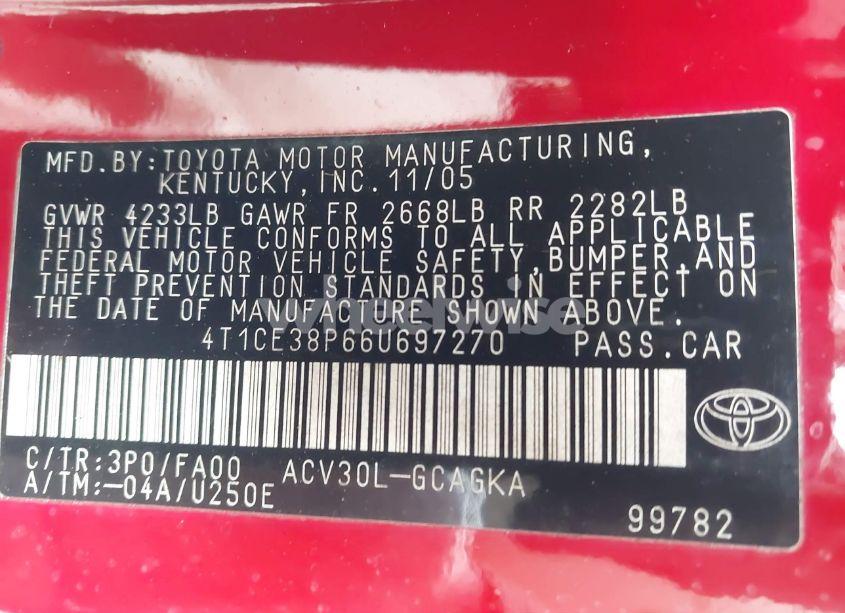 MFD. BY: TOYOTA MOTOR MANUFACTURING,
KENTUCKY, INC. 11/05
GVWR 4233LB GAWR FR 2668LB RR 2282LB
THIS VEHICLE CONFORMS TO ALL APPLICABLE
FEDERAL MOTOR VEHICLE SAFETY, BUMPER, AND
THEFT PREVENTION STANDARDS IN EFFECT ON
THE DATE OF MANUFACTURE SHOWN ABOVE.
wheelwise
4T1CE38P66U697270 PASS. CAR
C/TR: 3P0/FA00 ACV30L-GCAGKA
A/TM: -04A/U250E
99782